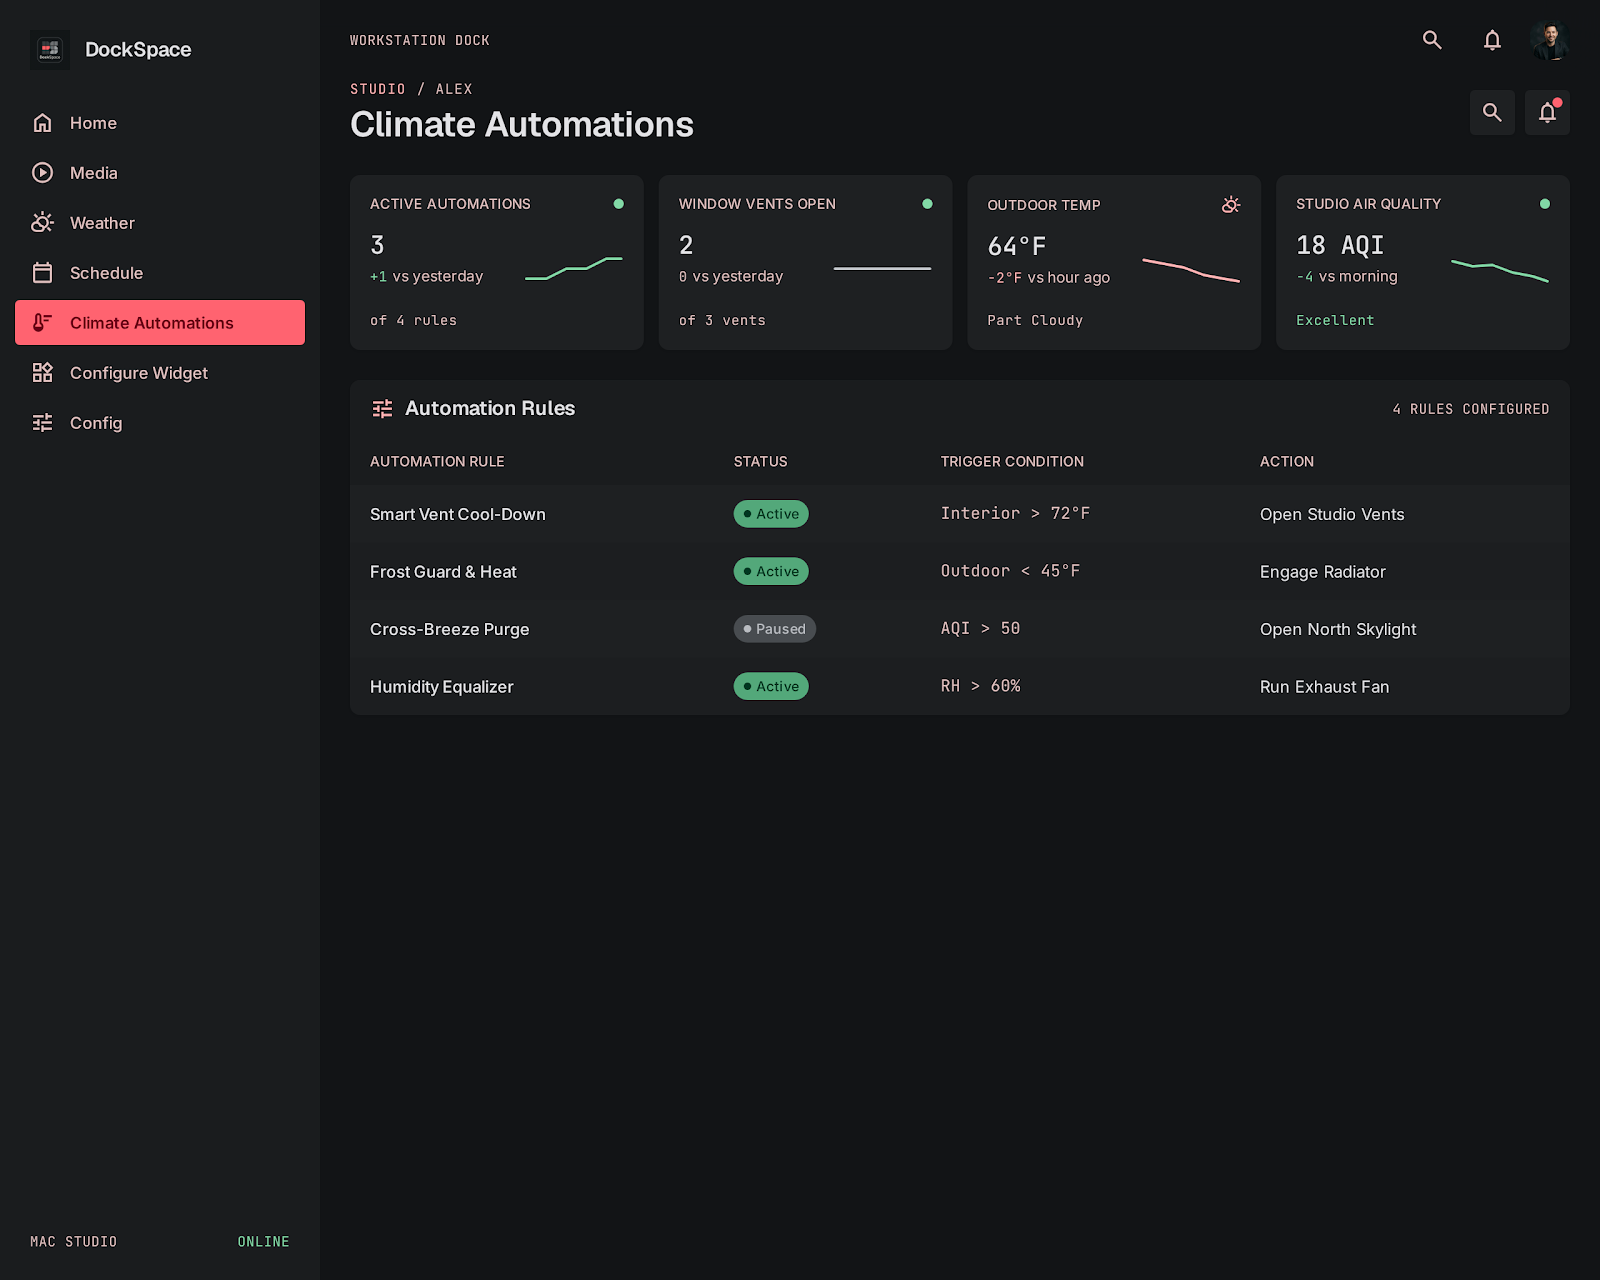 DockSpace
Home
Media
Weather
Schedule
Climate Automations
Configure Widget
Config
MAC STUDIO ONLINE
WORKSTATION DOCK
STUDIO / ALEX
Climate Automations
ACTIVE AUTOMATIONS
3
+1 vs yesterday
of 4 rules
WINDOW VENTS OPEN
2
0 vs yesterday
of 3 vents
OUTDOOR TEMP
64°F
-2°F vs hour ago
Part Cloudy
STUDIO AIR QUALITY
18 AQI
-4 vs morning
Excellent
Automation Rules 4 RULES CONFIGURED
AUTOMATION RULE STATUS TRIGGER CONDITION ACTION
Smart Vent Cool-Down Active Interior > 72°F Open Studio Vents
Frost Guard & Heat Active Outdoor < 45°F Engage Radiator
Cross-Breeze Purge Paused AQI > 50 Open North Skylight
Humidity Equalizer Active RH > 60% Run Exhaust Fan